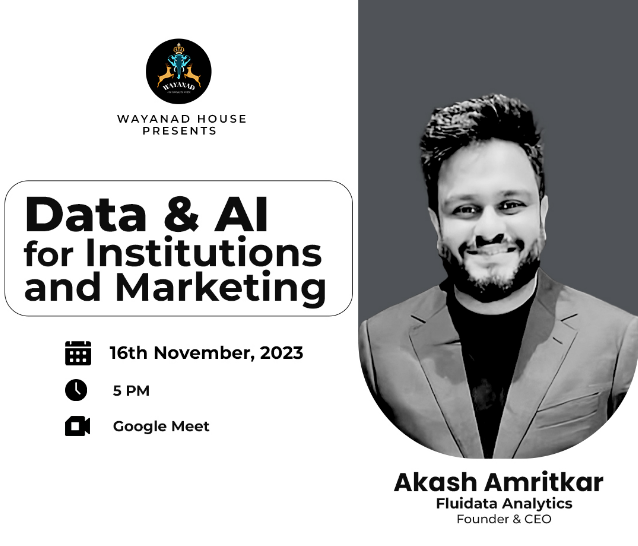 WAYANAD
WAYANAD HOUSE
PRESENTS
Data & AI
for Institutions
and Marketing
16th November, 2023
5 PM
Google Meet
Akash Amritkar
Fluidata Analytics
Founder & CEO